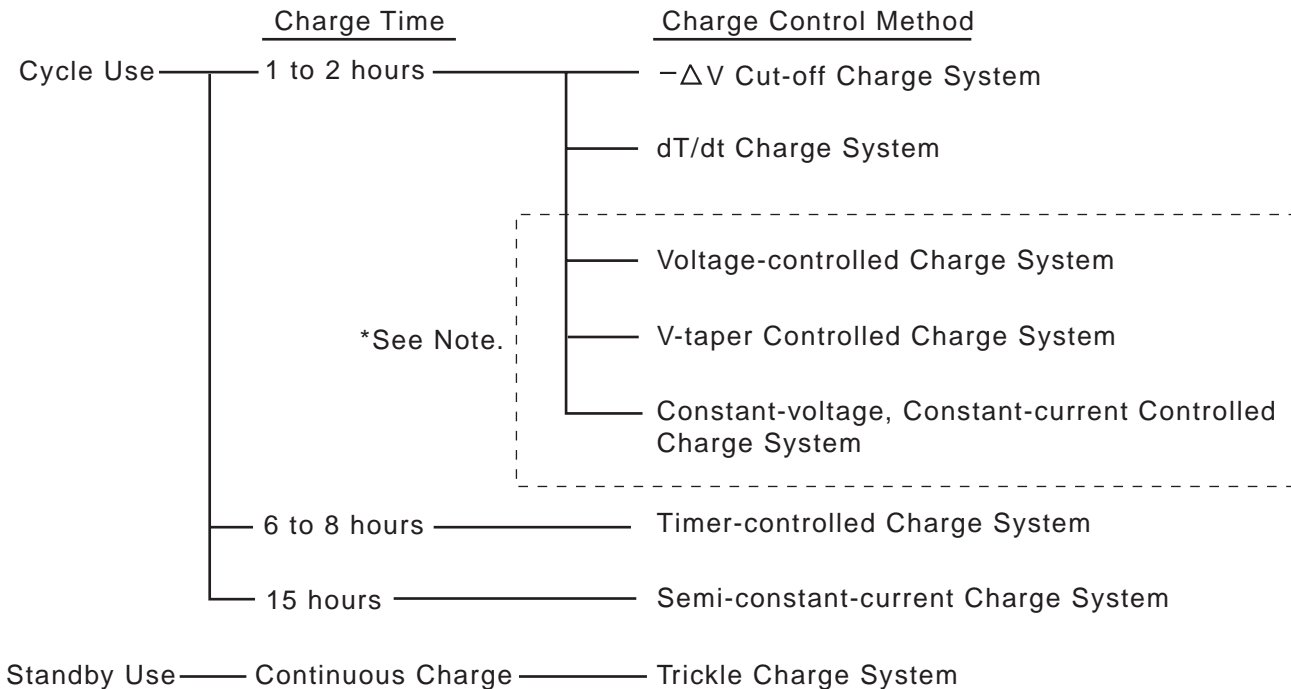 Charge Time
Charge Control Method
Cycle Use
1 to 2 hours
−△V Cut-off Charge System
dT/dt Charge System
Voltage-controlled Charge System
*See Note.
V-taper Controlled Charge System
Constant-voltage, Constant-current Controlled
Charge System
6 to 8 hours
Timer-controlled Charge System
15 hours
Semi-constant-current Charge System
Standby Use
Continuous Charge
Trickle Charge System